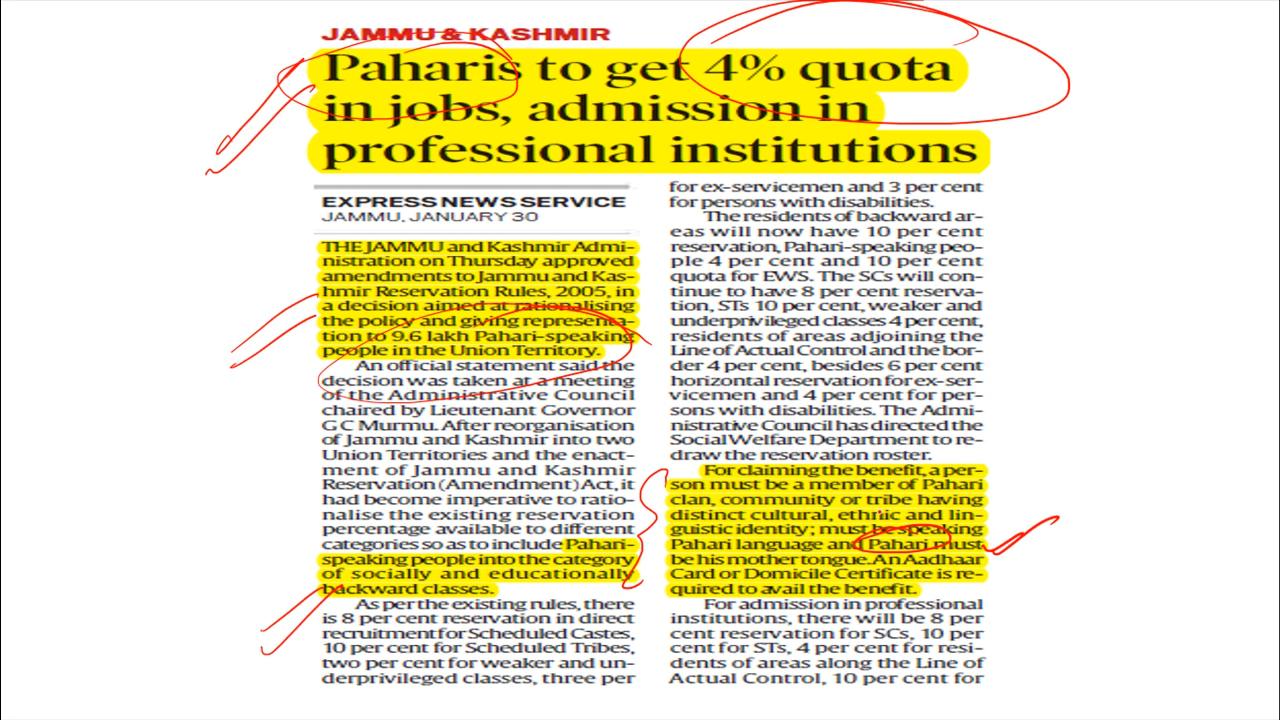 JAMMU & KASHMIR
Paharis to get 4% quota
in jobs, admission in
professional institutions
EXPRESS NEWS SERVICE
JAMMU, JANUARY 30
THE JAMMU and Kashmir Admi-
nistration on Thursday approved
amendments to Jammu and Kas-
hmir Reservation Rules, 2005, in
a decision aimed at rationalising
the policy and giving representa-
tion to 9.6 lakh Pahari-speaking
people in the Union Territory.
An official statement said the
decision was taken at a meeting
of the Administrative Council
chaired by Lieutenant Governor
G C Murmu. After reorganisation
of Jammu and Kashmir into two
Union Territories and the enact-
ment of Jammu and Kashmir
Reservation (Amendment) Act, it
had become imperative to ratio-
nalise the existing reservation
percentage available to different
categories so as to include Pahari-
speaking people into the category
of socially and educationally
backward classes.
As per the existing rules, there
is 8 per cent reservation in direct
recruitment for Scheduled Castes,
10 per cent for Scheduled Tribes,
two per cent for weaker and un-
derprivileged classes, three per
for ex-servicemen and 3 per cent
for persons with disabilities.
The residents of backward ar-
eas will now have 10 per cent
reservation, Pahari-speaking peo-
ple 4 per cent and 10 per cent
quota for EWS. The SCs will con-
tinue to have 8 per cent reserva-
tion, STs 10 per cent, weaker and
underprivileged classes 4 per cent,
residents of areas adjoining the
Line of Actual Control and the bor-
der 4 per cent, besides 6 per cent
horizontal reservation for ex-ser-
vicemen and 4 per cent for per-
sons with disabilities. The Admi-
nistrative Council has directed the
Social Welfare Department to re-
draw the reservation roster.
For claiming the benefit, a per-
son must be a member of Pahari
clan, community or tribe having
distinct cultural, ethnic and lin-
guistic identity; must be speaking
Pahari language and Pahari must
be his mother tongue. An Aadhaar
Card or Domicile Certificate is re-
quired to avail the benefit.
For admission in professional
institutions, there will be 8 per
cent reservation for SCs, 10 per
cent for STs, 4 per cent for resi-
dents of areas along the Line of
Actual Control, 10 per cent for